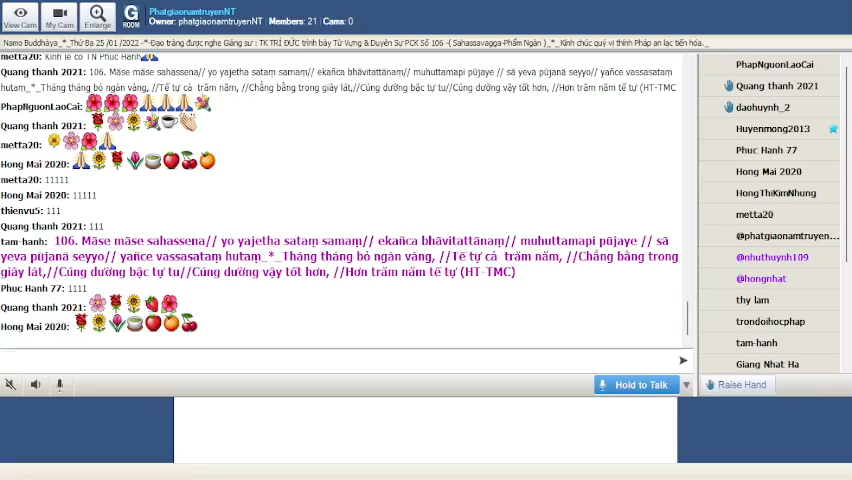 PhatgiaonamtruyenNT
Owner: phatgiaonamtruyenNT | Members: 21 | Cams: 0
View Cam
My Cam
Enlarge
G
ROOM
Namo Buddhàya_*_Thứ Ba 25 /01 /2022 -*-Đạo tràng được nghe Giảng sư : TK TRÍ ĐỨC trình bày Từ Vựng & Duyên Sự PCK Số 106 -( Sahassavagga-Phẩm Ngàn )_*_ Kính chúc quý vị thính Pháp an lạc tiến hóa._
metta20: Kính lễ cô TN Phúc Hạnh
Quang thanh 2021: 106. Māse māse sahassena// yo yajetha sataṃ samaṃ// ekañca bhāvitattānaṃ// muhuttamapi pūjaye // sā yeva pūjanā seyyo// yañce vassasataṃ
hutaṃ_*_Tháng tháng bỏ ngàn vàng, //Tế tự cả trăm năm, //Chẳng bằng trong giây lát,//Cúng dường bậc tự tu//Cúng dường vậy tốt hơn, //Hơn trăm năm tế tự (HT-TMC
PhapNguonLaoCai:
Quang thanh 2021:
metta20:
Hong Mai 2020:
metta20: 11111
Hong Mai 2020: 11111
thienvu5: 111
Quang thanh 2021: 111
tam-hanh: 106. Māse māse sahassena// yo yajetha sataṃ samaṃ// ekañca bhāvitattānaṃ// muhuttamapi pūjaye // sā
yeva pūjanā seyyo// yañce vassasataṃ hutaṃ_*_Tháng tháng bỏ ngàn vàng, //Tế tự cả trăm năm, //Chẳng bằng trong
giây lát,//Cúng dường bậc tự tu//Cúng dường vậy tốt hơn, //Hơn trăm năm tế tự (HT-TMC)
Phuc Hanh 77: 1111
Quang thanh 2021:
Hong Mai 2020:
Hold to Talk
PhapNguonLaoCai
Quang thanh 2021
daohuynh_2
Huyenmong2013
Phuc Hanh 77
Hong Mai 2020
HongThiKimNhung
metta20
@phatgiaonamtruyen...
@nhuthuynh109
@hongnhat
thy lam
trondoihocphap
tam-hanh
Giang Nhat Ha
Raise Hand